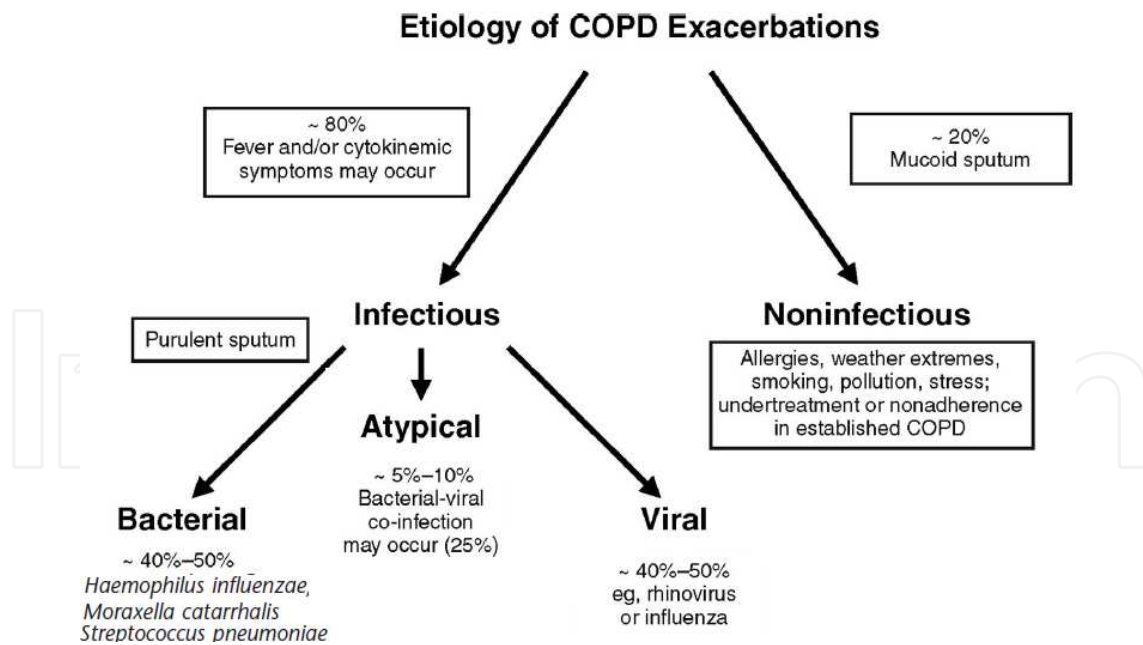 Etiology of COPD Exacerbations
~ 80%
Fever and/or cytokinemic
symptoms may occur
~ 20%
Mucoid sputum
Infectious
Noninfectious
Purulent sputum
Allergies, weather extremes,
smoking, pollution, stress;
undertreatment or nonadherence
in established COPD
Atypical
~ 5%–10%
Bacterial-viral
co-infection
may occur (25%)
Bacterial
~ 40%–50%
Haemophilus influenzae,
Moraxella catarrhalis
Streptococcus pneumoniae
Viral
~ 40%–50%
eg, rhinovirus
or influenza